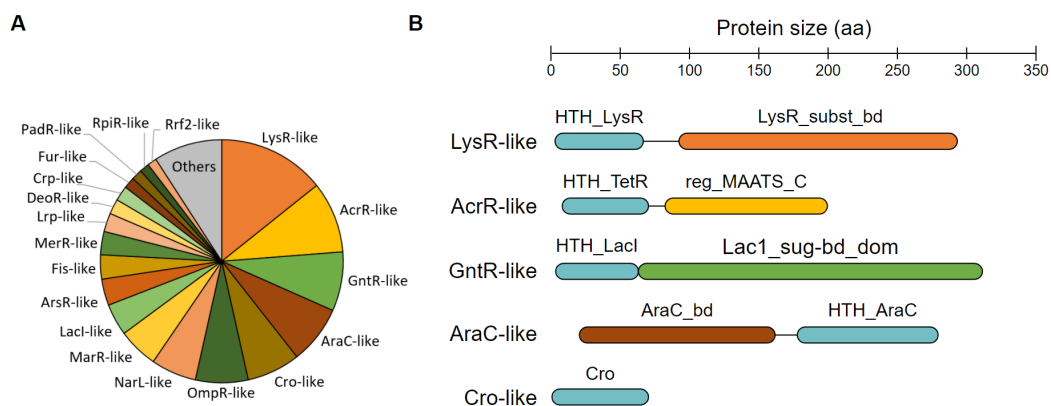 A
LysR-like
AcrR-like
GntR-like
AraC-like
Cro-like
OmpR-like
NarL-like
MarR-like
LacI-like
ArsR-like
Fis-like
MerR-like
Lrp-like
DeoR-like
Crp-like
Fur-like
PadR-like
RpiR-like
Rrf2-like
Others
B
Protein size (aa)
0 50 100 150 200 250 300 350
HTH_LysR LysR_subst_bd
LysR-like
HTH_TetR reg_MAATS_C
AcrR-like
HTH_LacI Lac1_sug-bd_dom
GntR-like
AraC_bd HTH_AraC
AraC-like
Cro
Cro-like